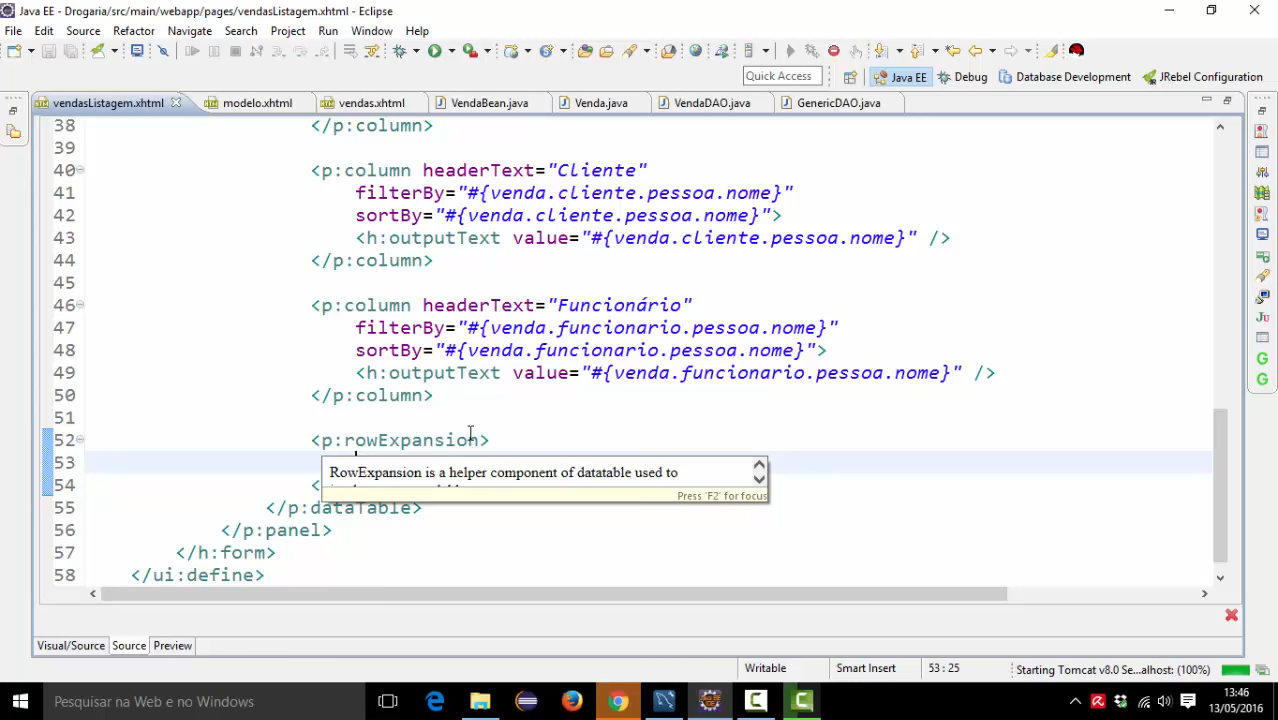 Java EE - Drogaria/src/main/webapp/pages/vendasListagem.xhtml - Eclipse
File Edit Source Refactor Navigate Search Project Run Window Help
Quick Access Java EE Debug Database Development JRebel Configuration
vendasListagem.xhtml modelo.xhtml vendas.xhtml VendaBean.java Venda.java VendaDAO.java GenericDAO.java
38 </p:column>
39
40 <p:column headerText="Cliente"
41 filterBy="#{venda.cliente.pessoa.nome}"
42 sortBy="#{venda.cliente.pessoa.nome}">
43 <h:outputText value="#{venda.cliente.pessoa.nome}" />
44 </p:column>
45
46 <p:column headerText="Funcionário"
47 filterBy="#{venda.funcionario.pessoa.nome}"
48 sortBy="#{venda.funcionario.pessoa.nome}">
49 <h:outputText value="#{venda.funcionario.pessoa.nome}" />
50 </p:column>
51
52 <p:rowExpansion>
53
RowExpansion is a helper component of datatable used to
54 <
Press 'F2' for focus
55 </p:dataTable>
56 </p:panel>
57 </h:form>
58 </ui:define>
Visual/Source Source Preview
Writable Smart Insert 53 : 25 Starting Tomcat v8.0 Se...alhost: (100%)
Pesquisar na Web e no Windows
13:46
13/05/2016